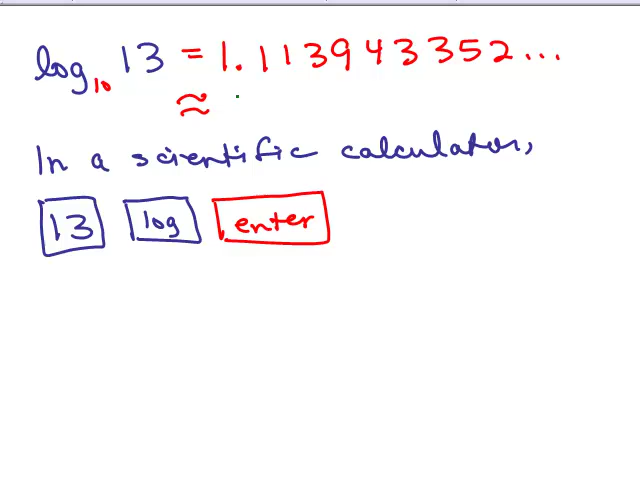 log₁₀ 13 = 1.113943352...
≈
In a scientific calculator,
13 log enter